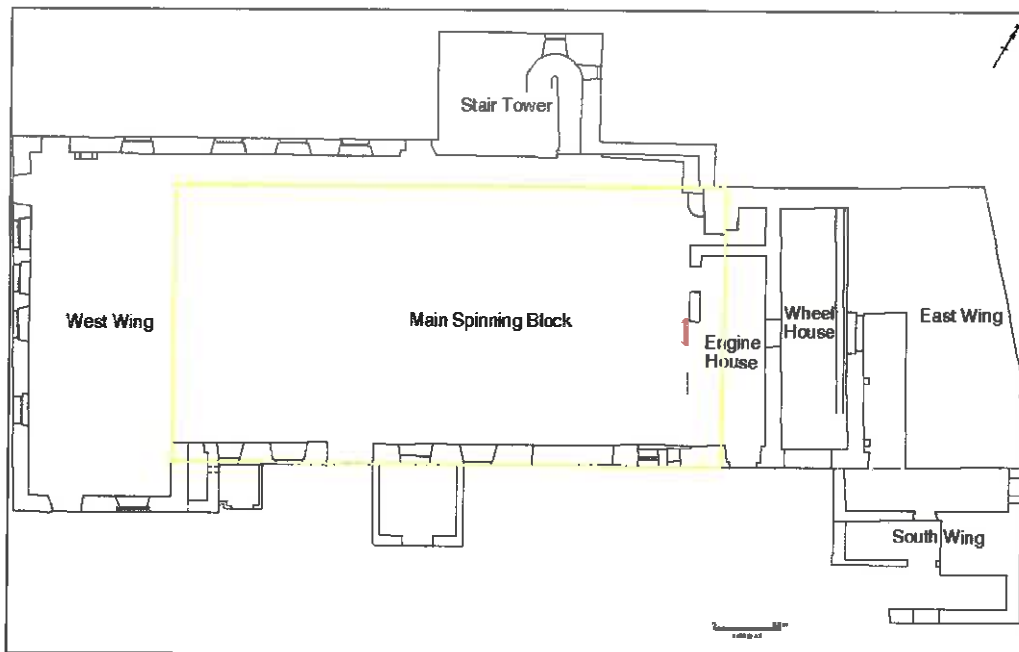 Stair Tower
West Wing
Main Spinning Block
Engine
House
Wheel
House
East Wing
South Wing